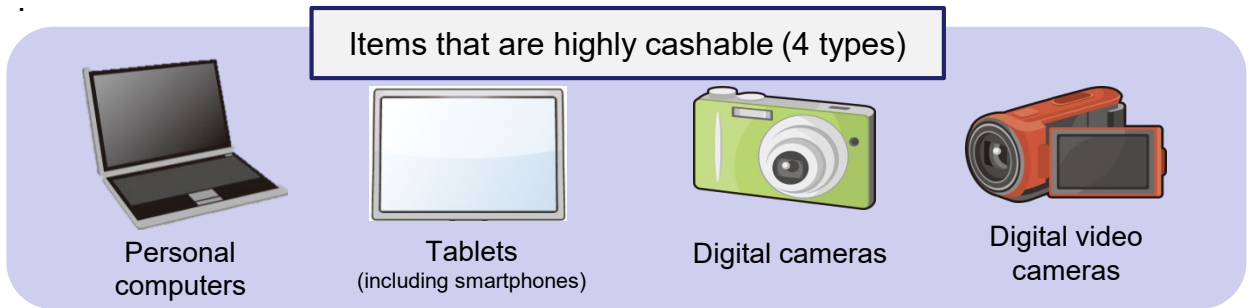 .
Items that are highly cashable (4 types)
Personal
computers
Tablets
(including smartphones)
Digital cameras
Digital video
cameras